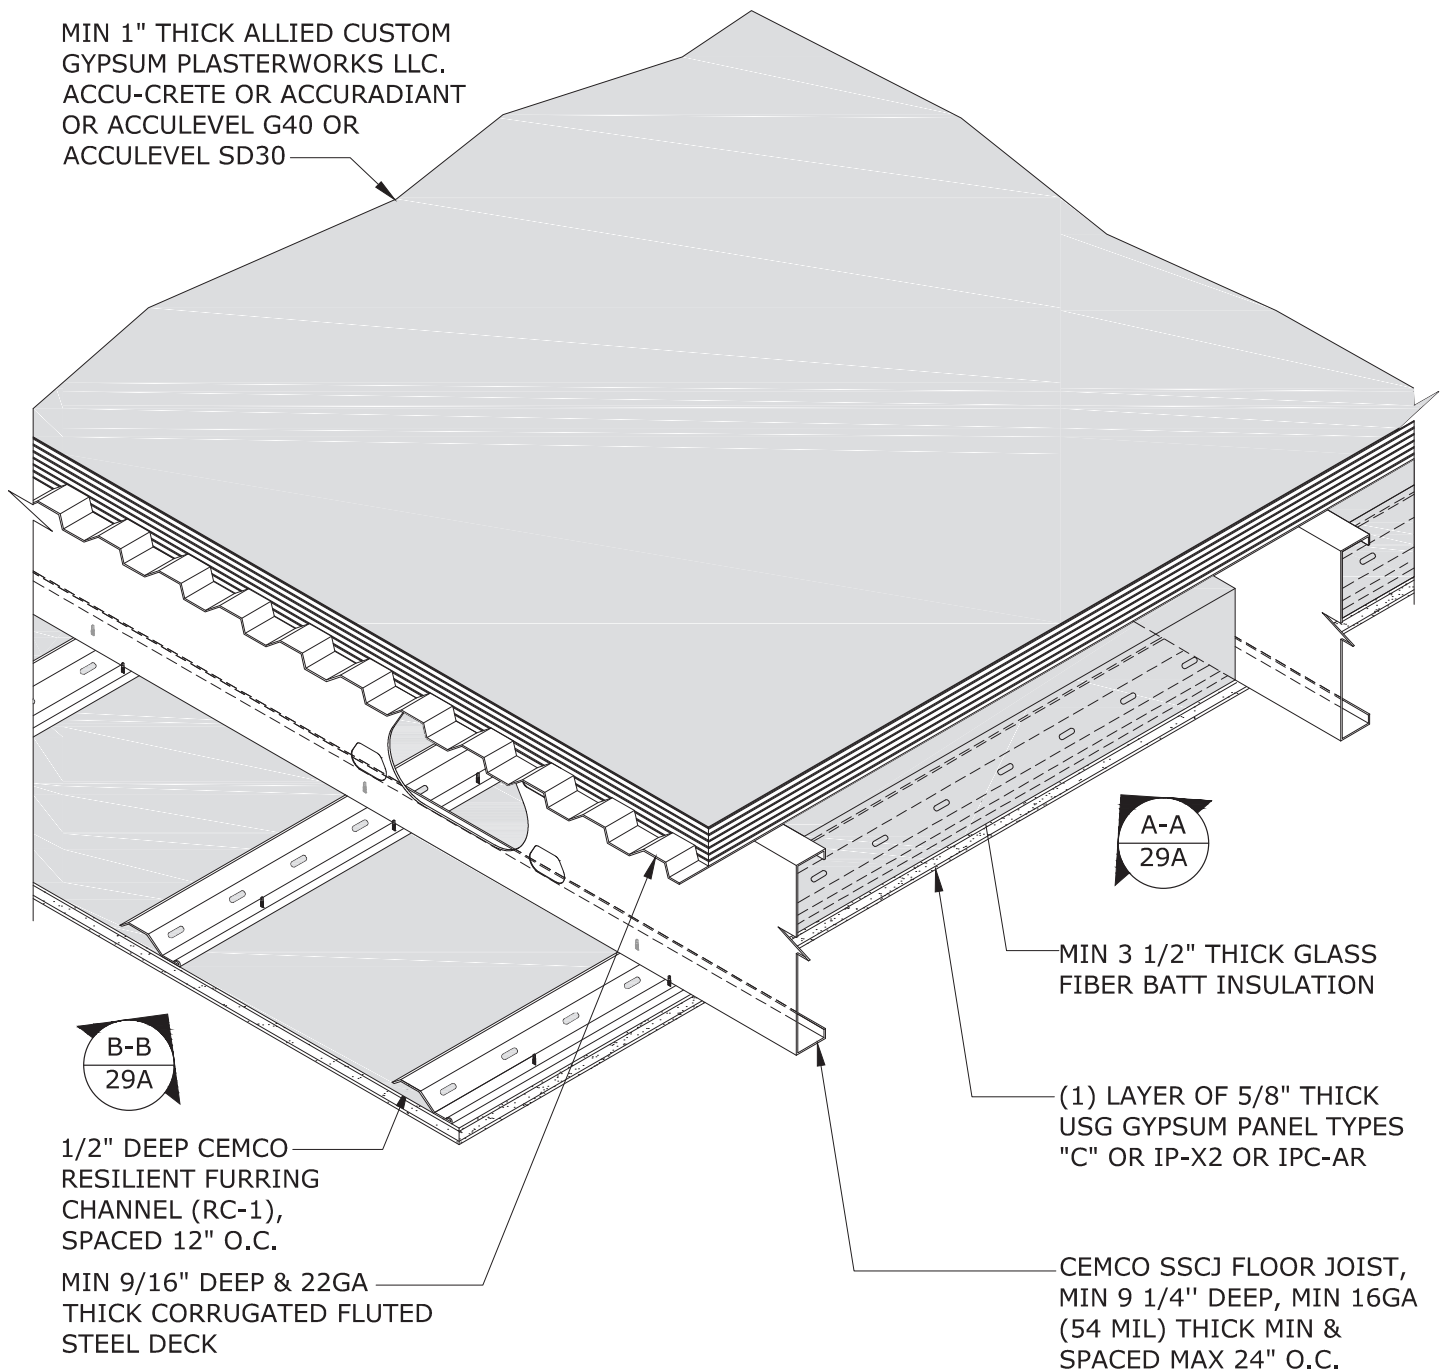 MIN 1" THICK ALLIED CUSTOM
GYPSUM PLASTERWORKS LLC.
ACCU-CRETE OR ACCURADIANT
OR ACCULEVEL G40 OR
ACCULEVEL SD30
A-A
29A
MIN 3 1/2" THICK GLASS
FIBER BATT INSULATION
B-B
29A
(1) LAYER OF 5/8" THICK
USG GYPSUM PANEL TYPES
"C" OR IP-X2 OR IPC-AR
1/2" DEEP CEMCO
RESILIENT FURRING
CHANNEL (RC-1),
SPACED 12" O.C.
MIN 9/16" DEEP & 22GA
THICK CORRUGATED FLUTED
STEEL DECK
CEMCO SSCJ FLOOR JOIST,
MIN 9 1/4'' DEEP, MIN 16GA
(54 MIL) THICK MIN &
SPACED MAX 24" O.C.